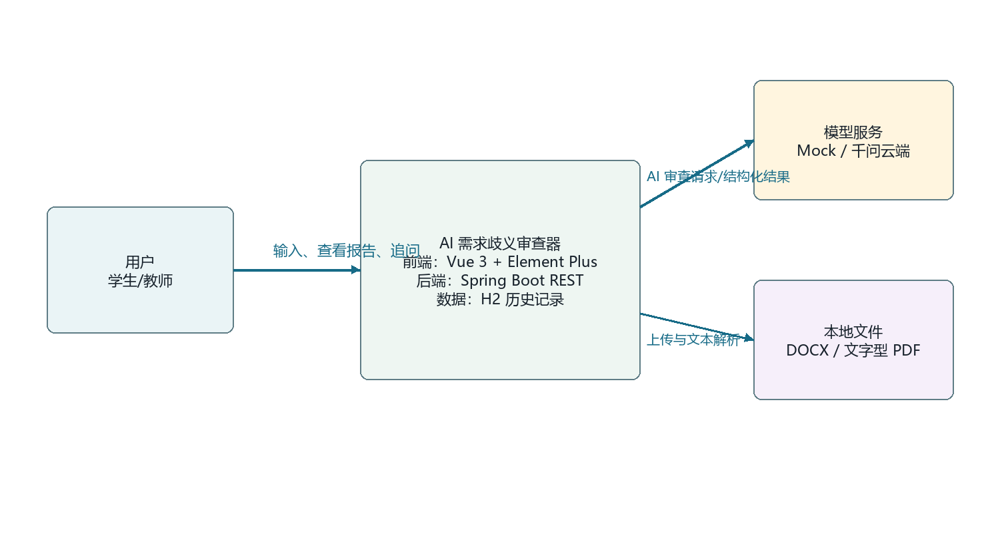 用户
学生/教师
输入、查看报告、追问
AI 需求歧义审查器
前端：Vue 3 + Element Plus
后端：Spring Boot REST
数据：H2 历史记录
AI 审查请求/结构化结果
模型服务
Mock / 千问云端
上传与文本解析
本地文件
DOCX / 文字型 PDF